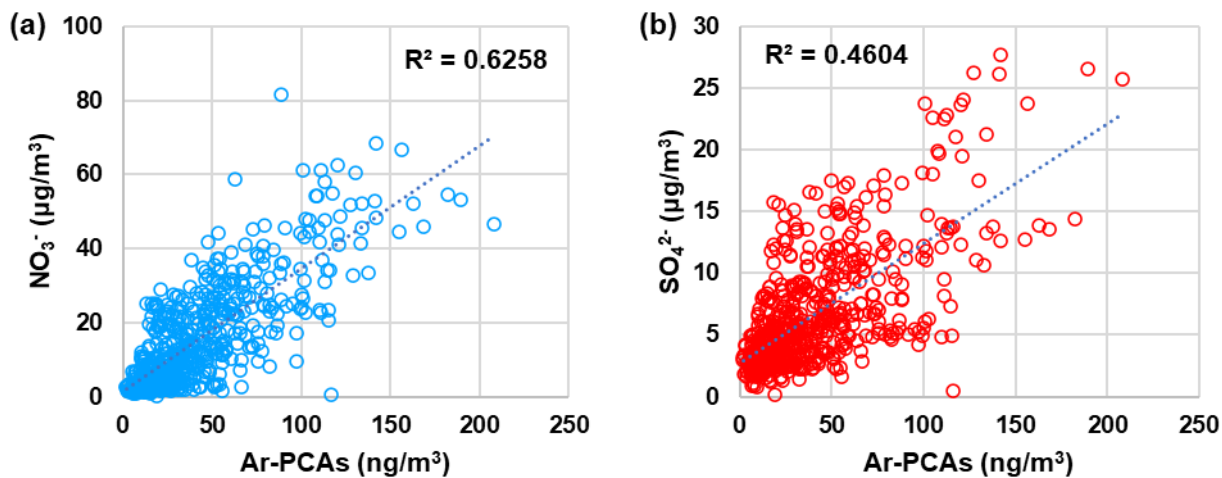 (a)
R² = 0.6258
NO₃⁻ (µg/m³)
100
80
60
40
20
0
0 50 100 150 200 250
Ar-PCAs (ng/m³)
(b)
R² = 0.4604
SO₄²⁻ (µg/m³)
30
25
20
15
10
5
0
0 50 100 150 200 250
Ar-PCAs (ng/m³)